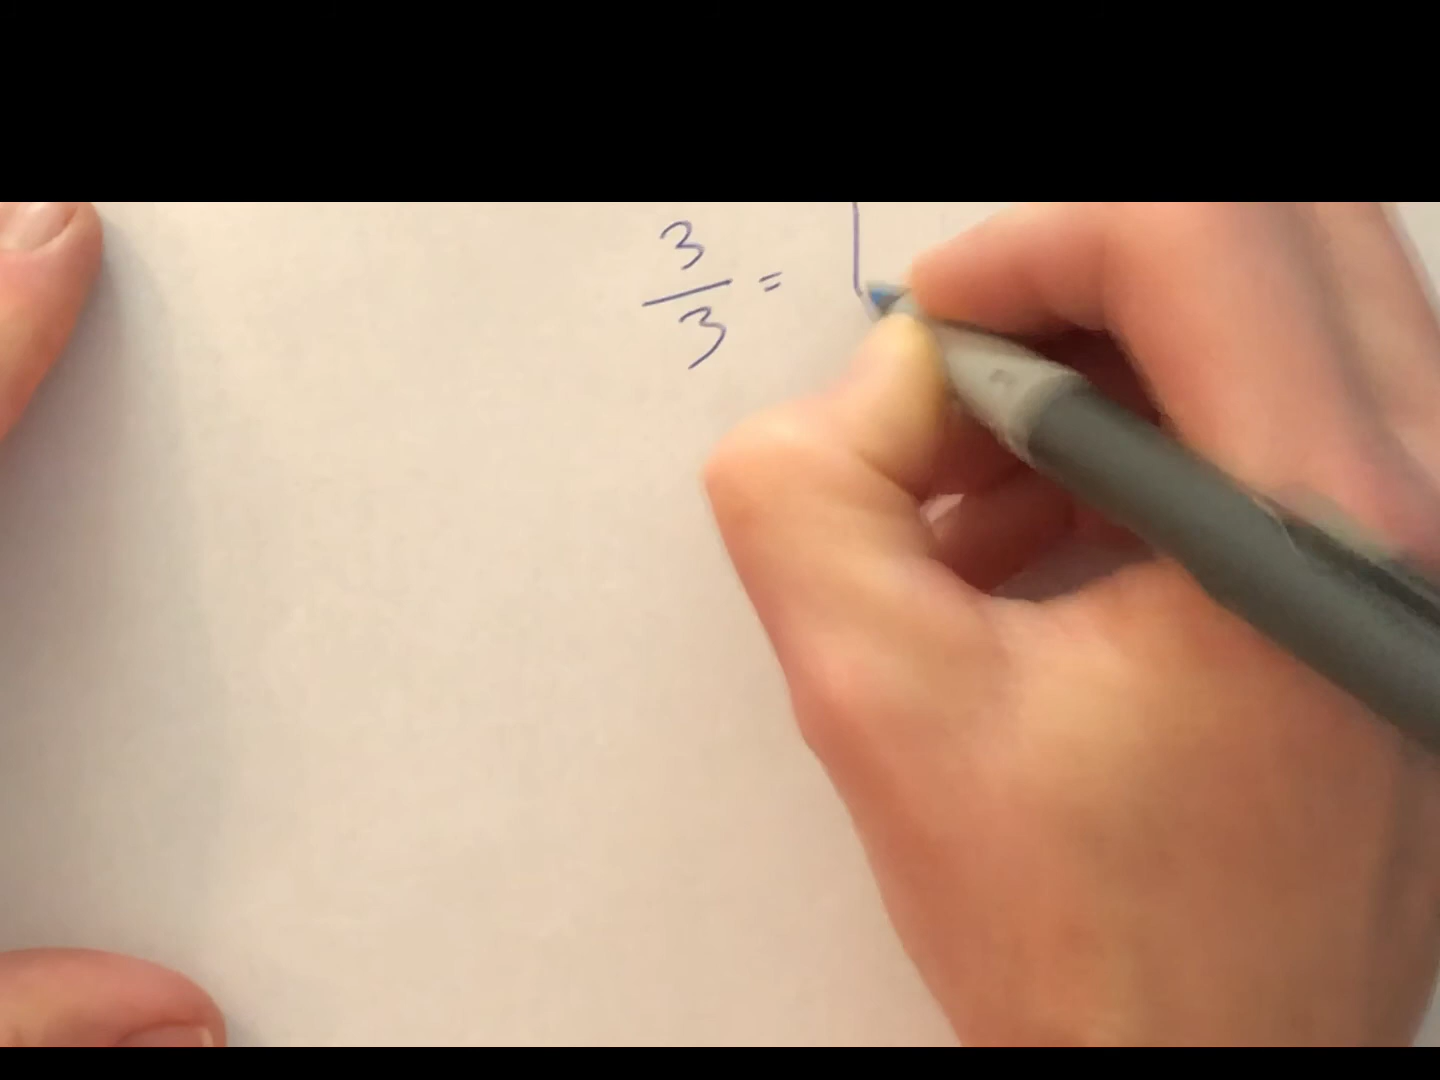 3/3 = 1